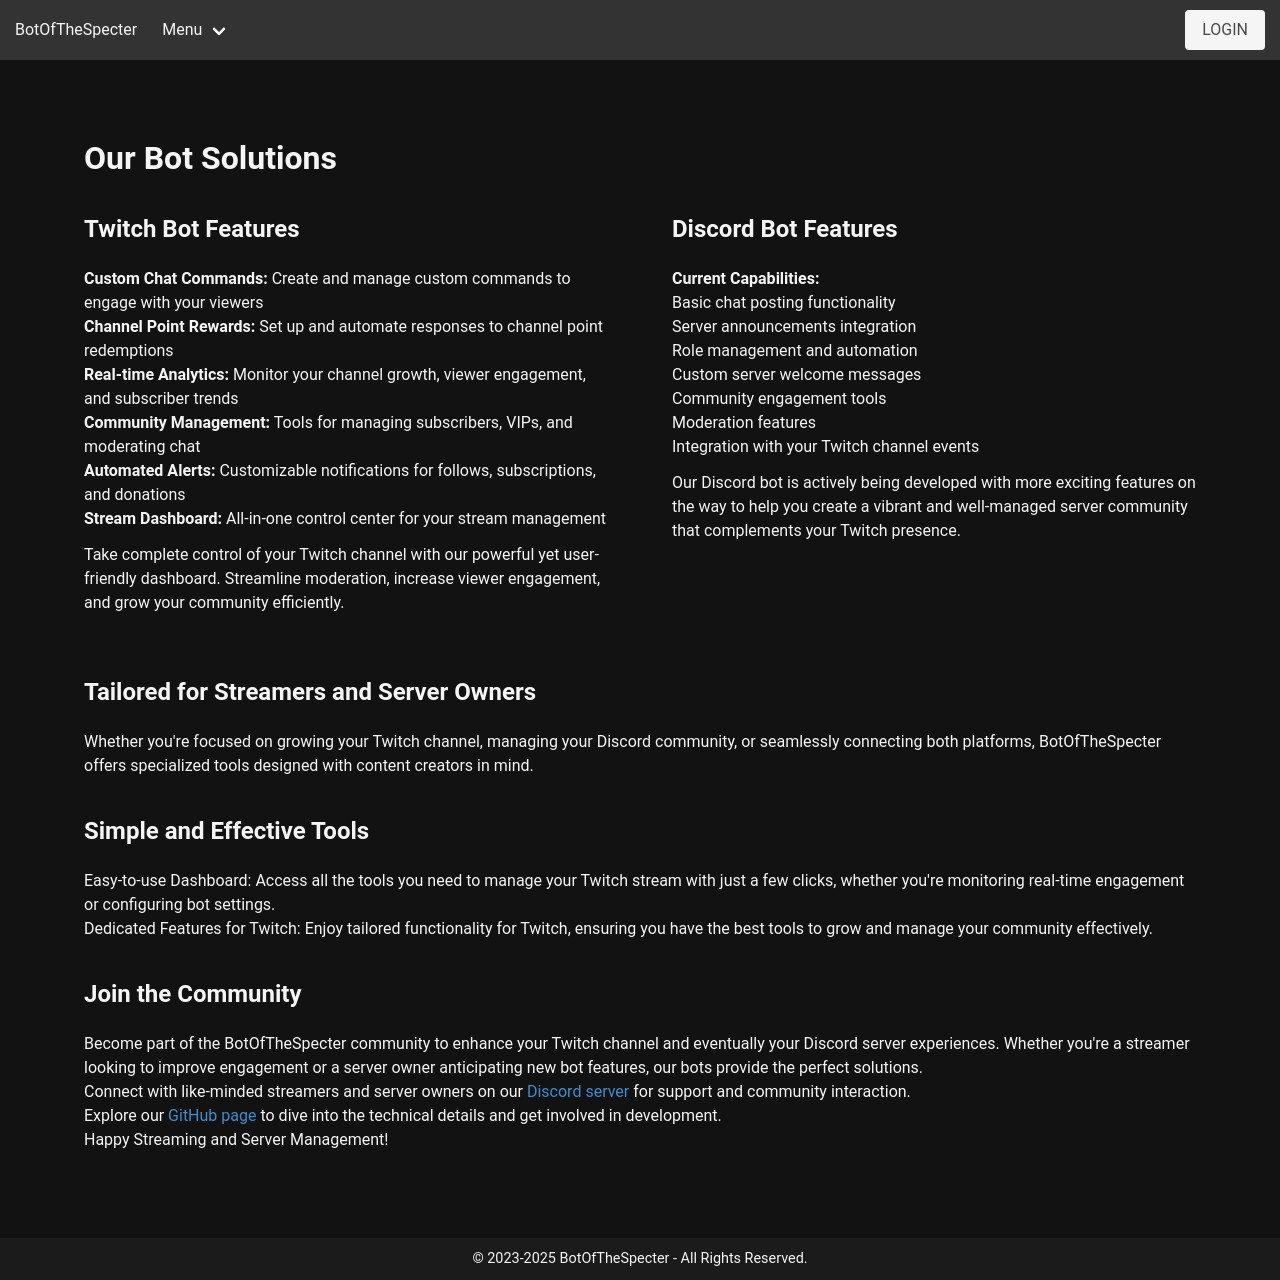 BotOfTheSpecter Menu LOGIN
Our Bot Solutions
Twitch Bot Features
Custom Chat Commands: Create and manage custom commands to
engage with your viewers
Channel Point Rewards: Set up and automate responses to channel point
redemptions
Real-time Analytics: Monitor your channel growth, viewer engagement,
and subscriber trends
Community Management: Tools for managing subscribers, VIPs, and
moderating chat
Automated Alerts: Customizable notifications for follows, subscriptions,
and donations
Stream Dashboard: All-in-one control center for your stream management
Take complete control of your Twitch channel with our powerful yet user-
friendly dashboard. Streamline moderation, increase viewer engagement,
and grow your community efficiently.
Discord Bot Features
Current Capabilities:
Basic chat posting functionality
Server announcements integration
Role management and automation
Custom server welcome messages
Community engagement tools
Moderation features
Integration with your Twitch channel events
Our Discord bot is actively being developed with more exciting features on
the way to help you create a vibrant and well-managed server community
that complements your Twitch presence.
Tailored for Streamers and Server Owners
Whether you're focused on growing your Twitch channel, managing your Discord community, or seamlessly connecting both platforms, BotOfTheSpecter
offers specialized tools designed with content creators in mind.
Simple and Effective Tools
Easy-to-use Dashboard: Access all the tools you need to manage your Twitch stream with just a few clicks, whether you're monitoring real-time engagement
or configuring bot settings.
Dedicated Features for Twitch: Enjoy tailored functionality for Twitch, ensuring you have the best tools to grow and manage your community effectively.
Join the Community
Become part of the BotOfTheSpecter community to enhance your Twitch channel and eventually your Discord server experiences. Whether you're a streamer
looking to improve engagement or a server owner anticipating new bot features, our bots provide the perfect solutions.
Connect with like-minded streamers and server owners on our Discord server for support and community interaction.
Explore our GitHub page to dive into the technical details and get involved in development.
Happy Streaming and Server Management!
© 2023-2025 BotOfTheSpecter - All Rights Reserved.